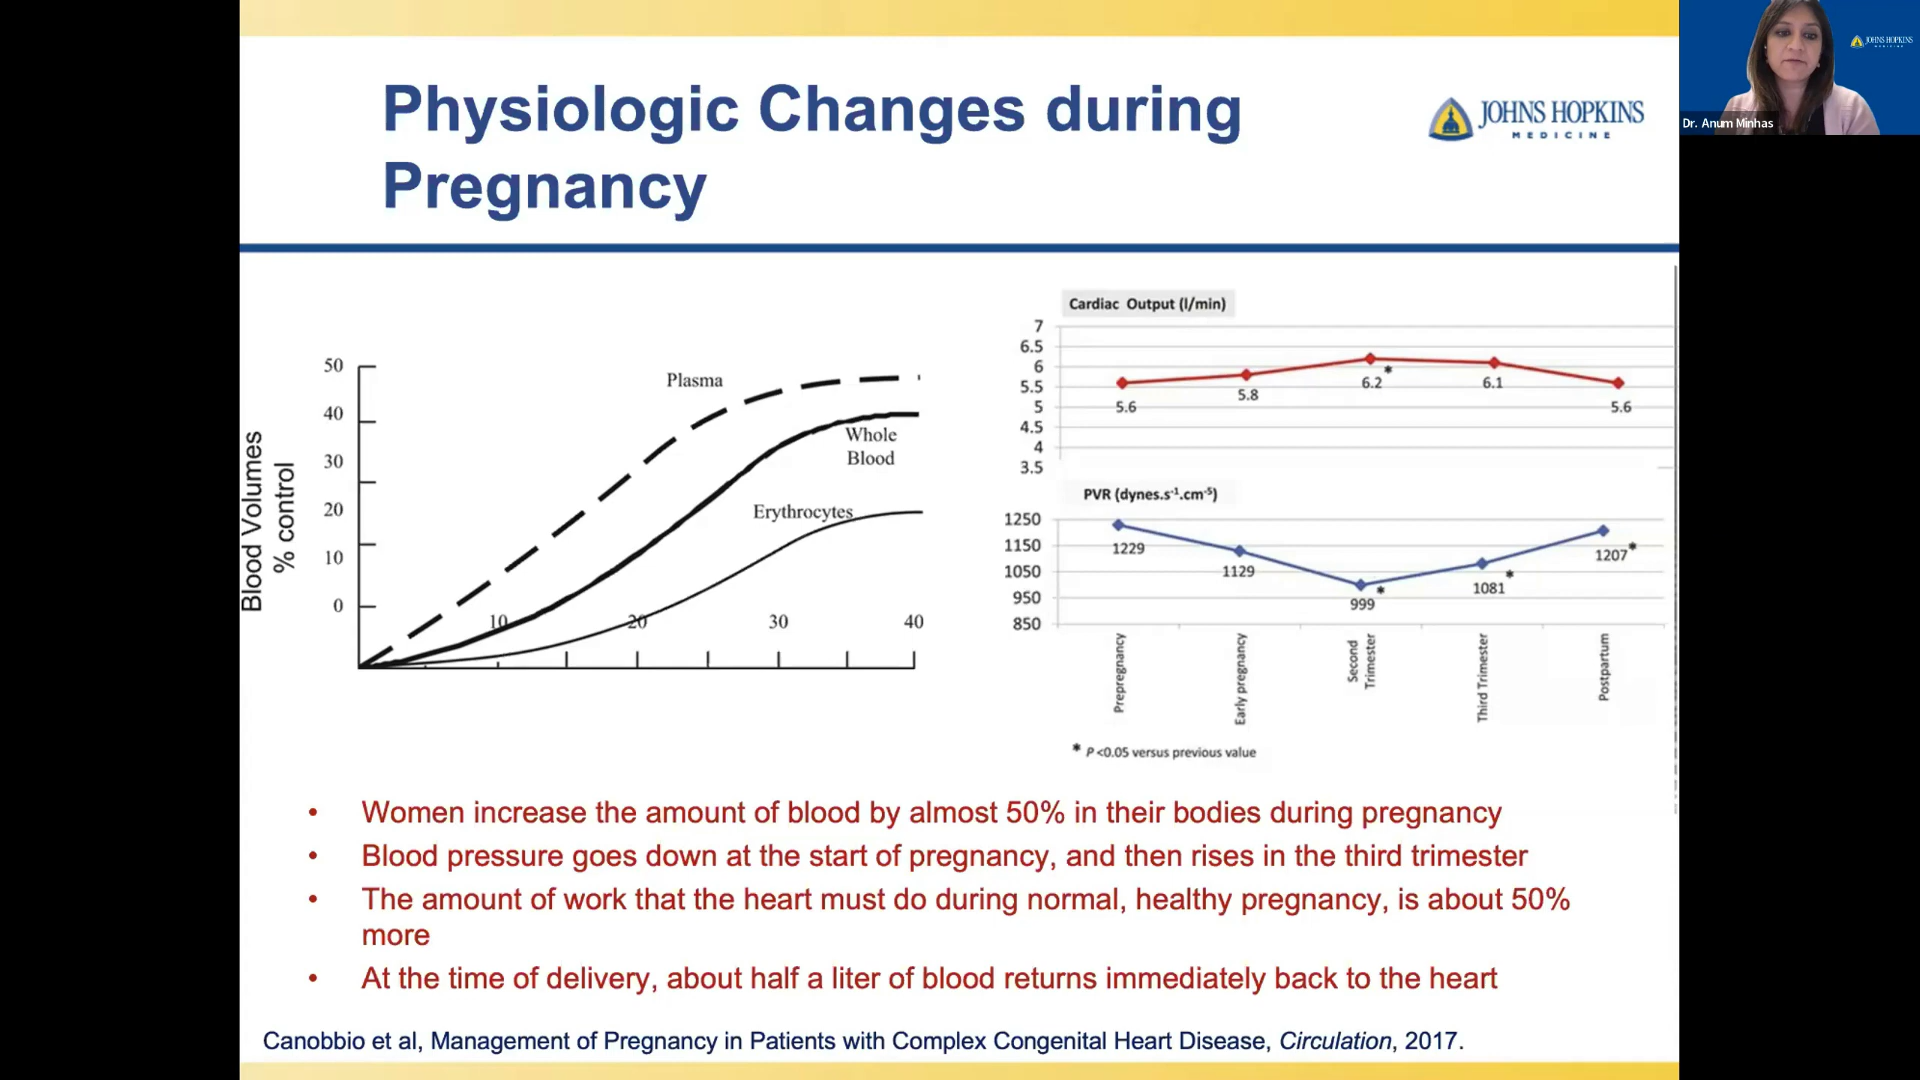 Physiologic Changes during
Pregnancy
JOHNS HOPKINS
MEDICINE
JOHNS HOPKINS
MEDICINE
Dr. Anum Minhas
Blood Volumes
% control
50
40
30
20
10
0
Plasma
Whole
Blood
Erythrocytes
10
20
30
40
Cardiac Output (l/min)
7
6.5
6
5.5
5
4.5
4
3.5
5.6
5.8
6.2 *
6.1
5.6
PVR (dynes.s⁻¹.cm⁻⁵)
1250
1150
1050
950
850
1229
1129
999 *
1081 *
1207 *
Prepregnancy
Early pregnancy
Second
Trimester
Third Trimester
Postpartum
* P <0.05 versus previous value
• Women increase the amount of blood by almost 50% in their bodies during pregnancy
• Blood pressure goes down at the start of pregnancy, and then rises in the third trimester
• The amount of work that the heart must do during normal, healthy pregnancy, is about 50%
more
• At the time of delivery, about half a liter of blood returns immediately back to the heart
Canobbio et al, Management of Pregnancy in Patients with Complex Congenital Heart Disease, Circulation, 2017.